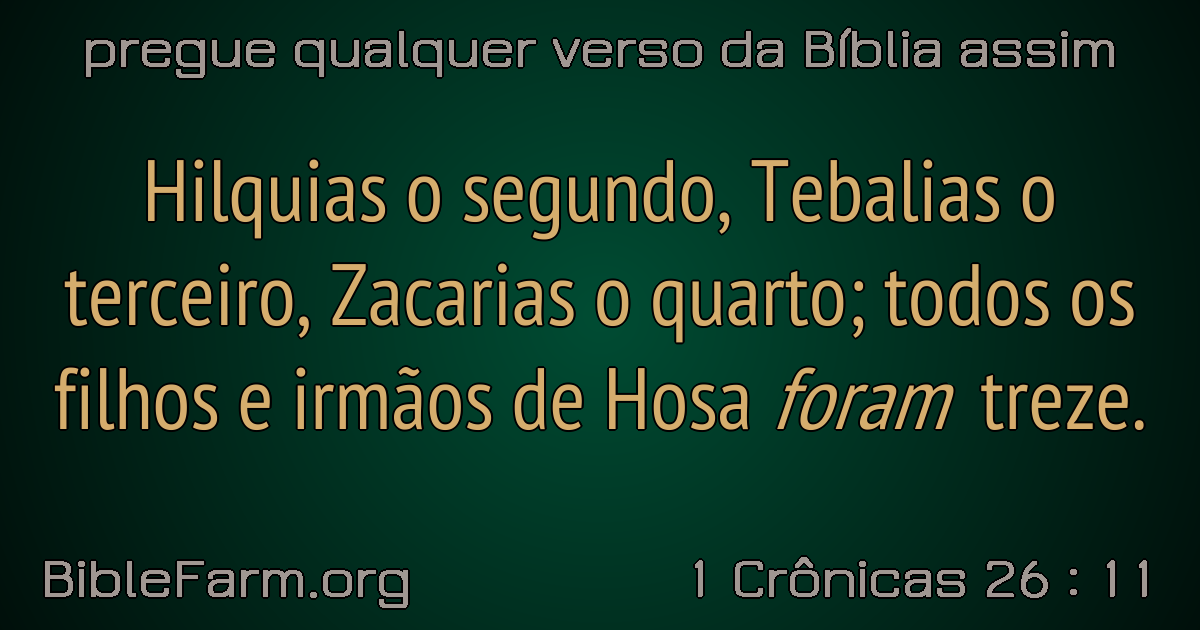 pregue qualquer verso da Bíblia assim
Hilquias o segundo, Tebalias o
terceiro, Zacarias o quarto; todos os
filhos e irmãos de Hosa foram treze.
BibleFarm.org
1 Crônicas 26 : 11